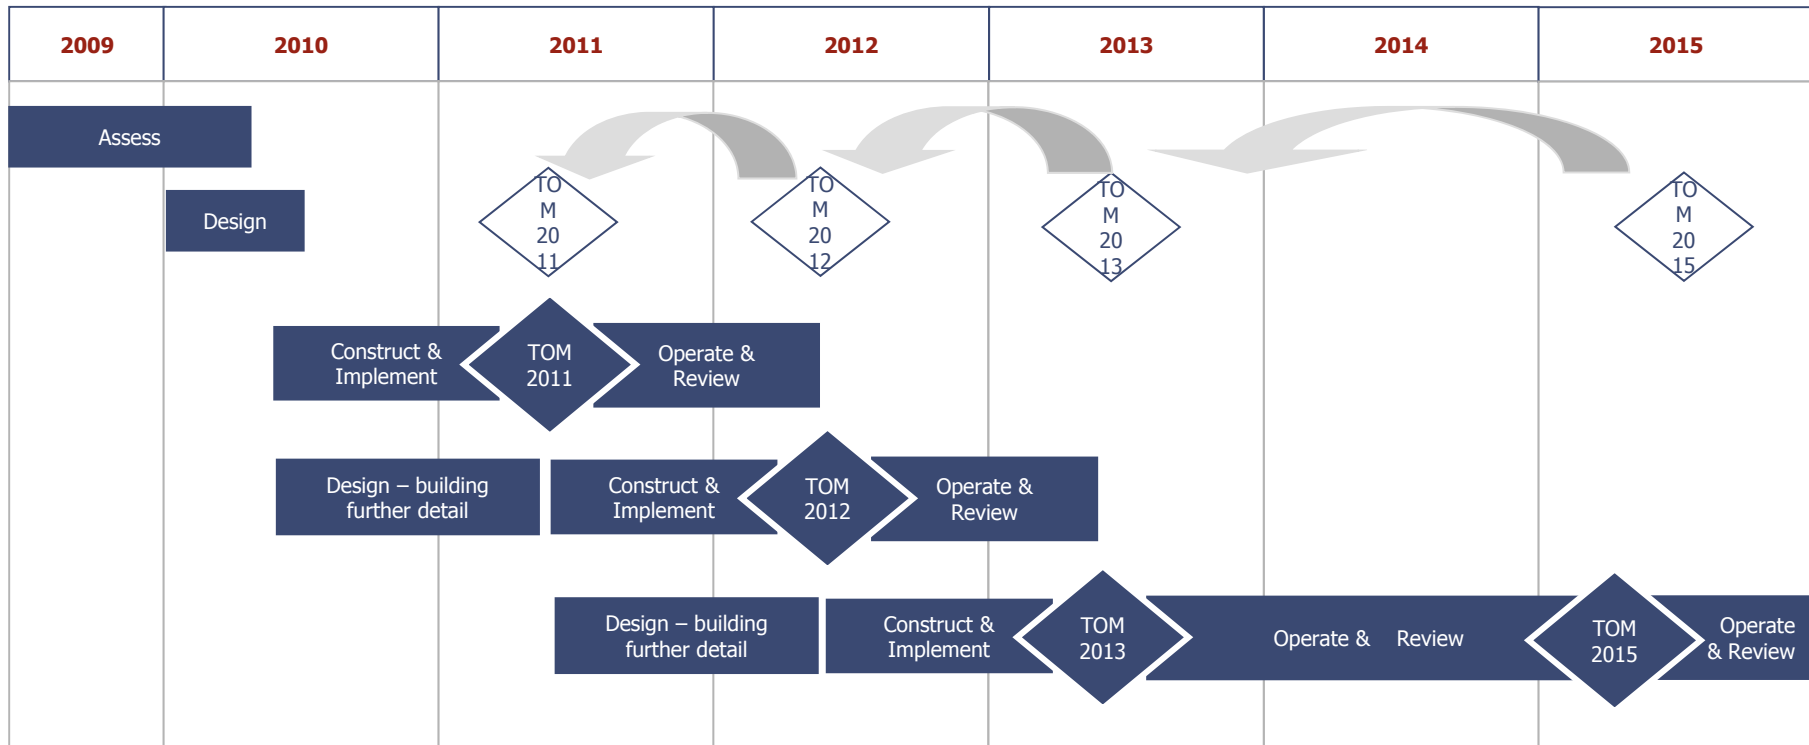 2009 2010 2011 2012 2013 2014 2015
Assess
Design
TO
M
20
11
TO
M
20
12
TO
M
20
13
TO
M
20
15
Construct &
Implement
TOM
2011
Operate &
Review
Design – building
further detail
Construct &
Implement
TOM
2012
Operate &
Review
Design – building
further detail
Construct &
Implement
TOM
2013
Operate & Review
TOM
2015
Operate
& Review